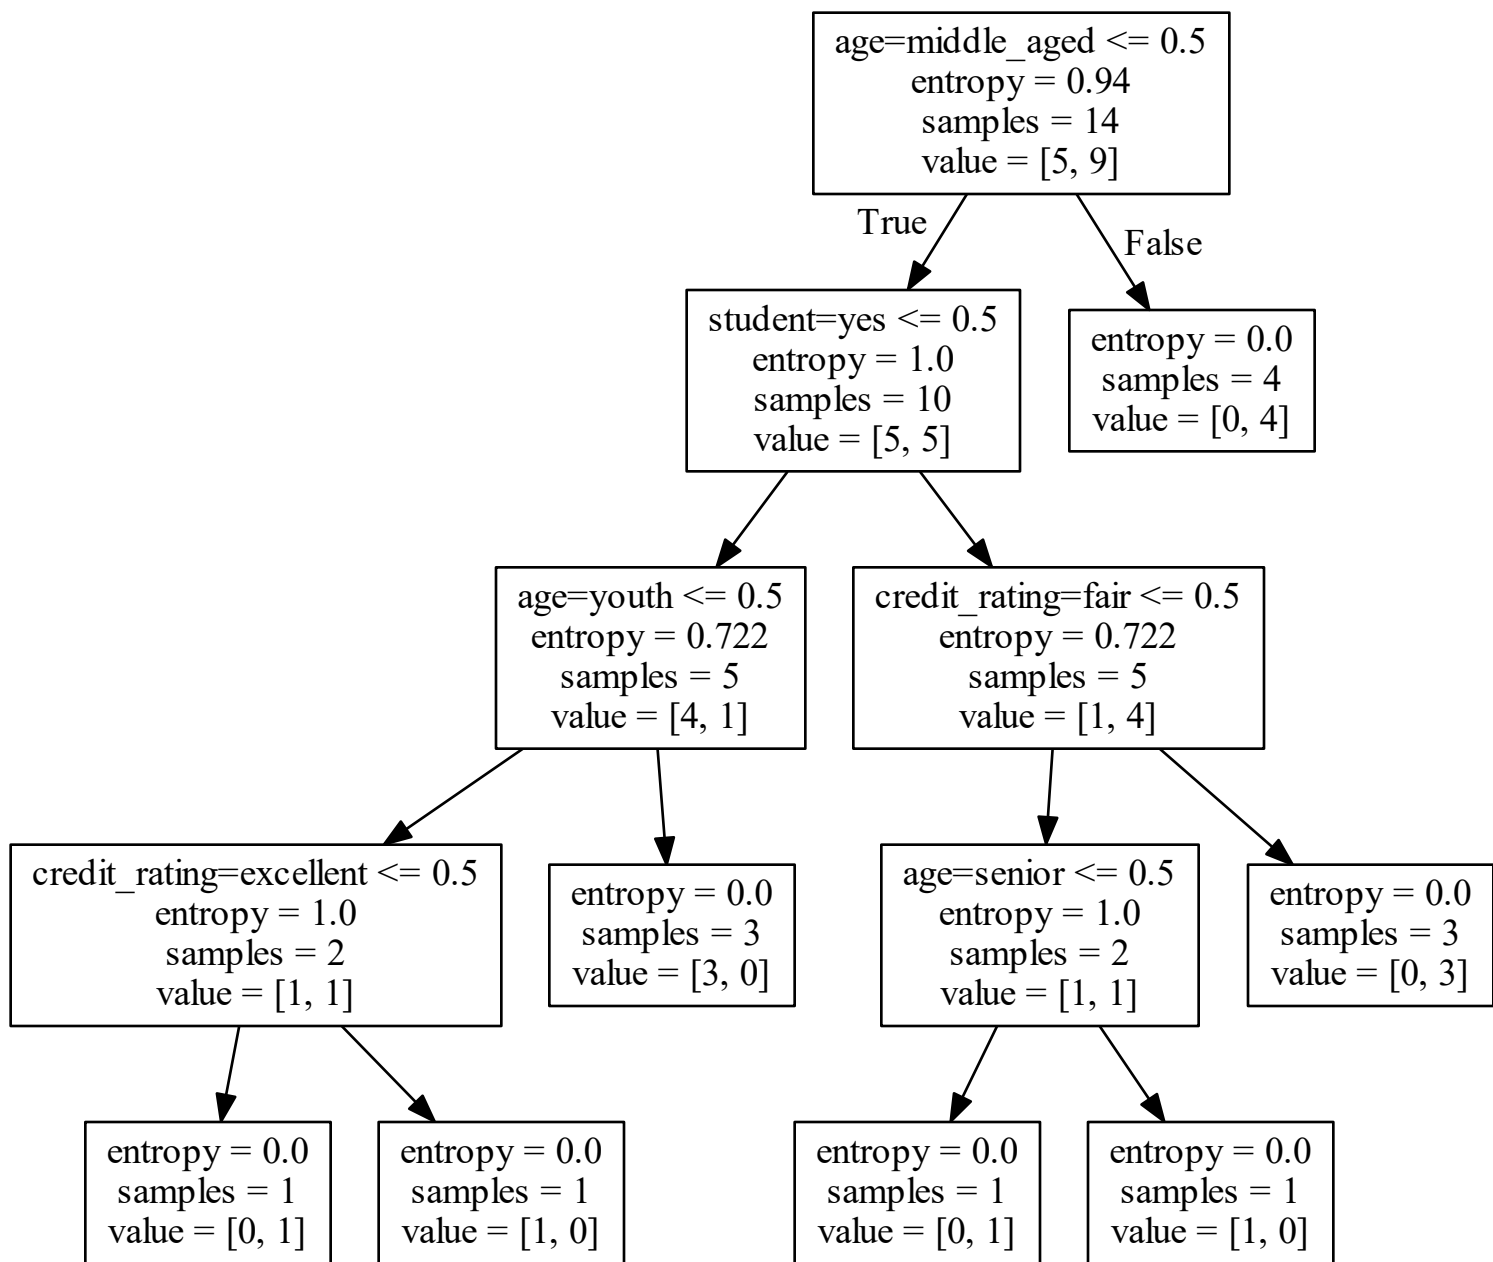 age=middle_aged <= 0.5
entropy = 0.94
samples = 14
value = [5, 9]
True
False
student=yes <= 0.5
entropy = 1.0
samples = 10
value = [5, 5]
entropy = 0.0
samples = 4
value = [0, 4]
age=youth <= 0.5
entropy = 0.722
samples = 5
value = [4, 1]
credit_rating=fair <= 0.5
entropy = 0.722
samples = 5
value = [1, 4]
credit_rating=excellent <= 0.5
entropy = 1.0
samples = 2
value = [1, 1]
entropy = 0.0
samples = 3
value = [3, 0]
age=senior <= 0.5
entropy = 1.0
samples = 2
value = [1, 1]
entropy = 0.0
samples = 3
value = [0, 3]
entropy = 0.0
samples = 1
value = [0, 1]
entropy = 0.0
samples = 1
value = [1, 0]
entropy = 0.0
samples = 1
value = [0, 1]
entropy = 0.0
samples = 1
value = [1, 0]